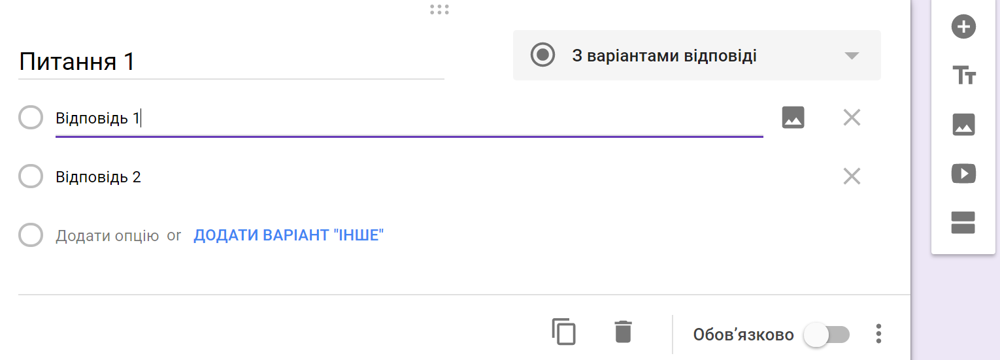 Питання 1
З варіантами відповіді
Відповідь 1
Відповідь 2
Додати опцію or ДОДАТИ ВАРІАНТ "ІНШЕ"
Обов’язково